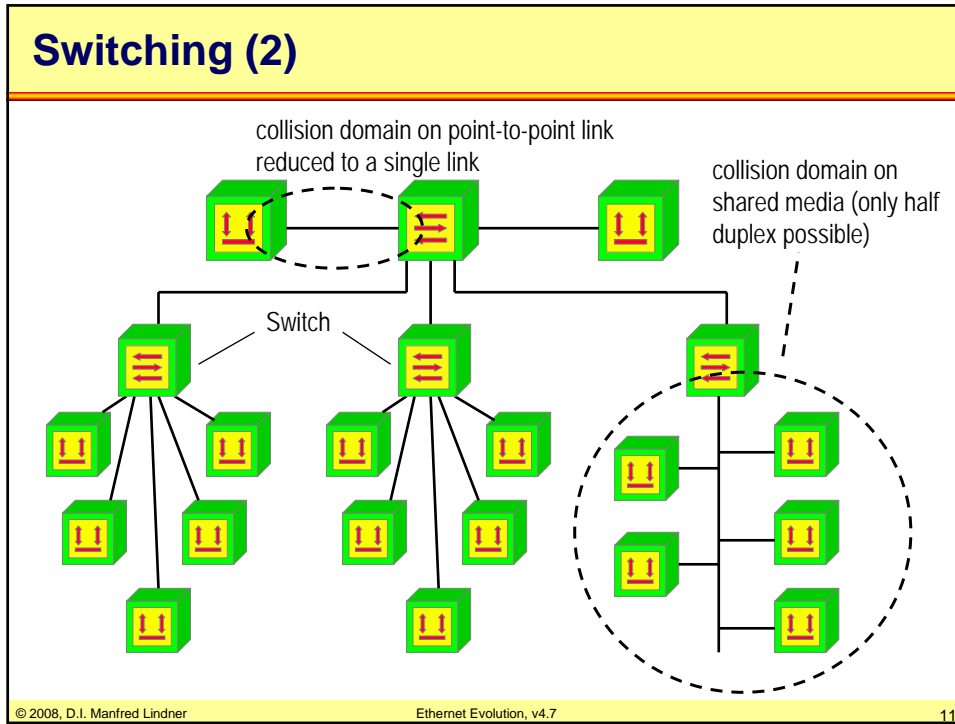 Switching (2)
collision domain on point-to-point link
reduced to a single link
collision domain on
shared media (only half
duplex possible)
Switch
© 2008, D.I. Manfred Lindner
Ethernet Evolution, v4.7
11